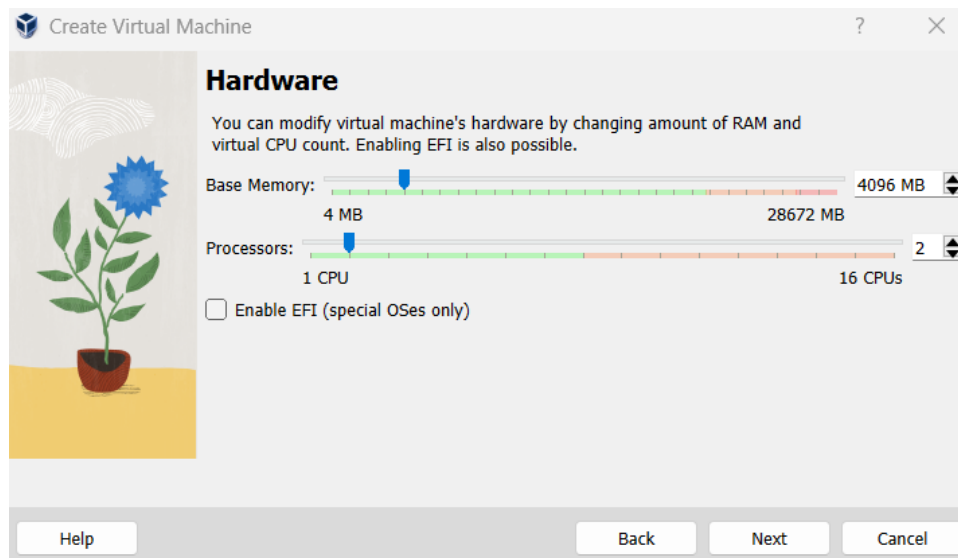 Create Virtual Machine
?
Hardware
You can modify virtual machine's hardware by changing amount of RAM and
virtual CPU count. Enabling EFI is also possible.
Base Memory: 4096 MB
4 MB 28672 MB
Processors: 2
1 CPU 16 CPUs
Enable EFI (special OSes only)
Help Back Next Cancel